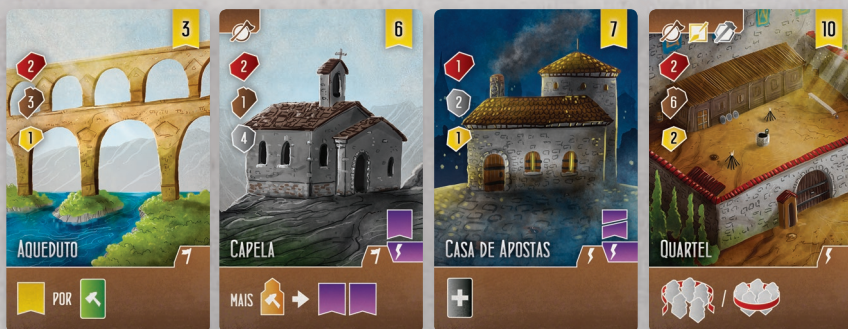 3
2
3
1
AQUEDUTO
POR
6
2
1
4
CAPELA
MAIS
7
1
2
1
CASA DE APOSTAS
10
2
6
2
QUARTEL
/